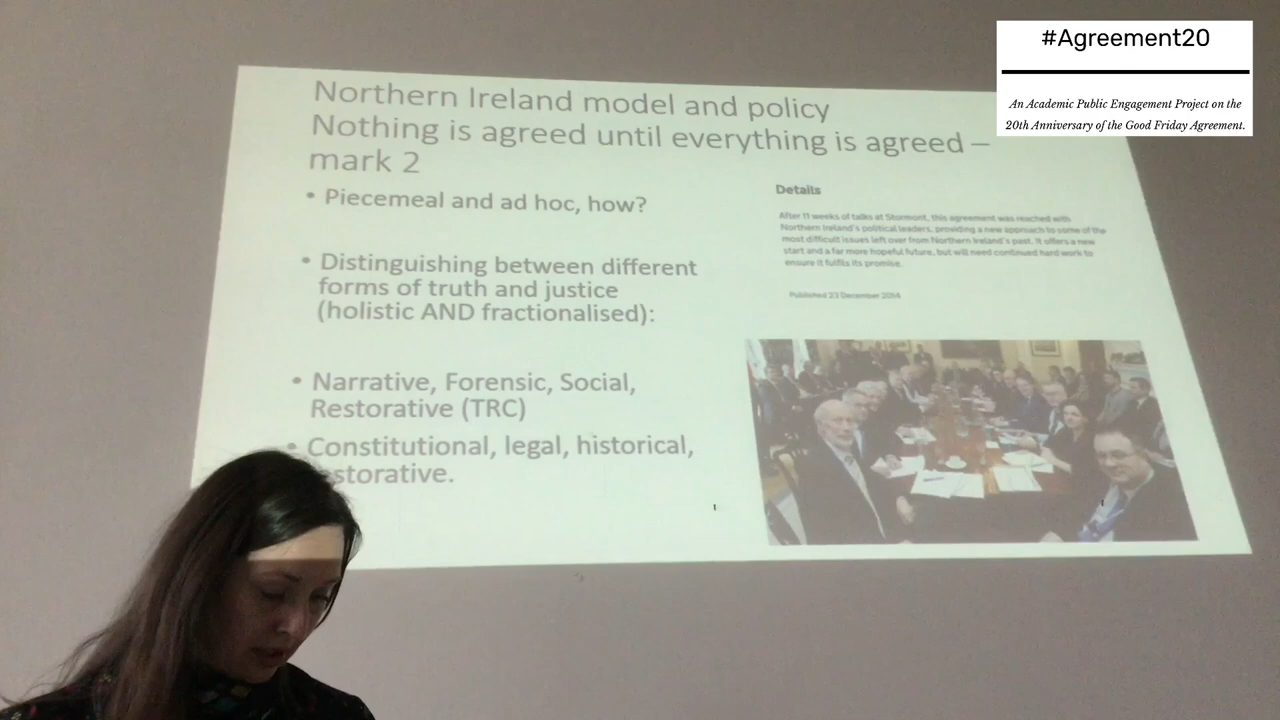 #Agreement20
An Academic Public Engagement Project on the
20th Anniversary of the Good Friday Agreement.
Northern Ireland model and policy
Nothing is agreed until everything is agreed –
mark 2
• Piecemeal and ad hoc, how?
• Distinguishing between different
forms of truth and justice
(holistic AND fractionalised):
• Narrative, Forensic, Social,
Restorative (TRC)
• Constitutional, legal, historical,
storative.
Details
After 11 weeks of talks at Stormont, this agreement was reached with
Northern Ireland's political leaders, providing a new approach to some of the
most difficult issues left over from Northern Ireland's past. It offers a new
start and a far more hopeful future, but will need continued hard work to
ensure it fulfils its promise.
Published 23 December 2014